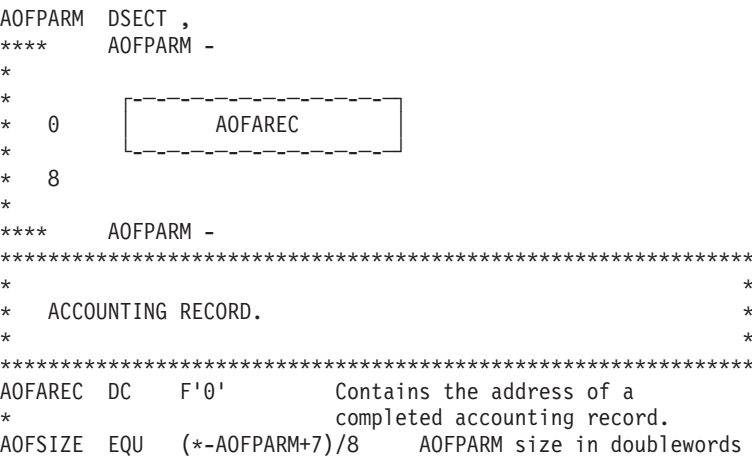 AOFPARM  DSECT ,
****     AOFPARM -
*
*
*   0                AOFAREC
*
*   8
*
****     AOFPARM -
***************************************************************
*                                                             *
*   ACCOUNTING RECORD.                                        *
*                                                             *
***************************************************************
AOFAREC  DC    F'0'         Contains the address of a
*                           completed accounting record.
AOFSIZE  EQU   (*-AOFPARM+7)/8     AOFPARM size in doublewords